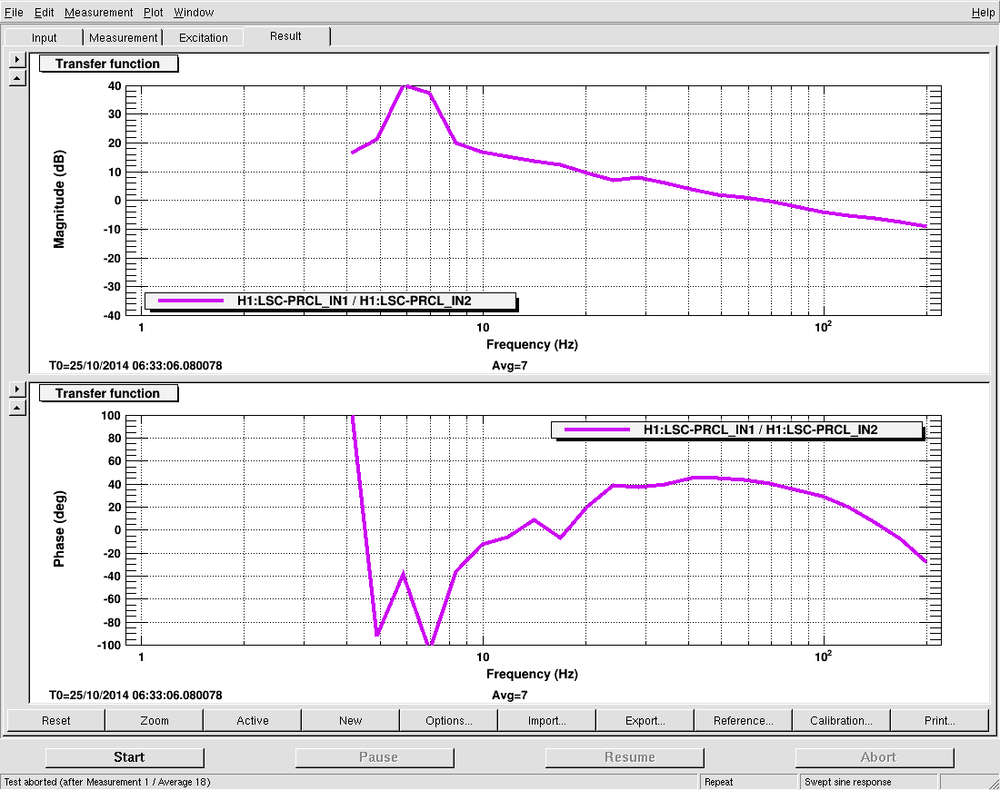 File Edit Measurement Plot Window Help
Input Measurement Excitation Result
Transfer function
40
30
20
10
0
-10
-20
-30
-40
Magnitude (dB)
H1:LSC-PRCL_IN1 / H1:LSC-PRCL_IN2
1 10 10²
Frequency (Hz)
T0=25/10/2014 06:33:06.080078 Avg=7
Transfer function
100
80
60
40
20
0
-20
-40
-60
-80
-100
Phase (deg)
H1:LSC-PRCL_IN1 / H1:LSC-PRCL_IN2
1 10 10²
Frequency (Hz)
T0=25/10/2014 06:33:06.080078 Avg=7
Reset Zoom Active New Options... Import... Export... Reference... Calibration... Print...
Start Pause Resume Abort
Test aborted (after Measurement 1 / Average 18) Repeat Swept sine response